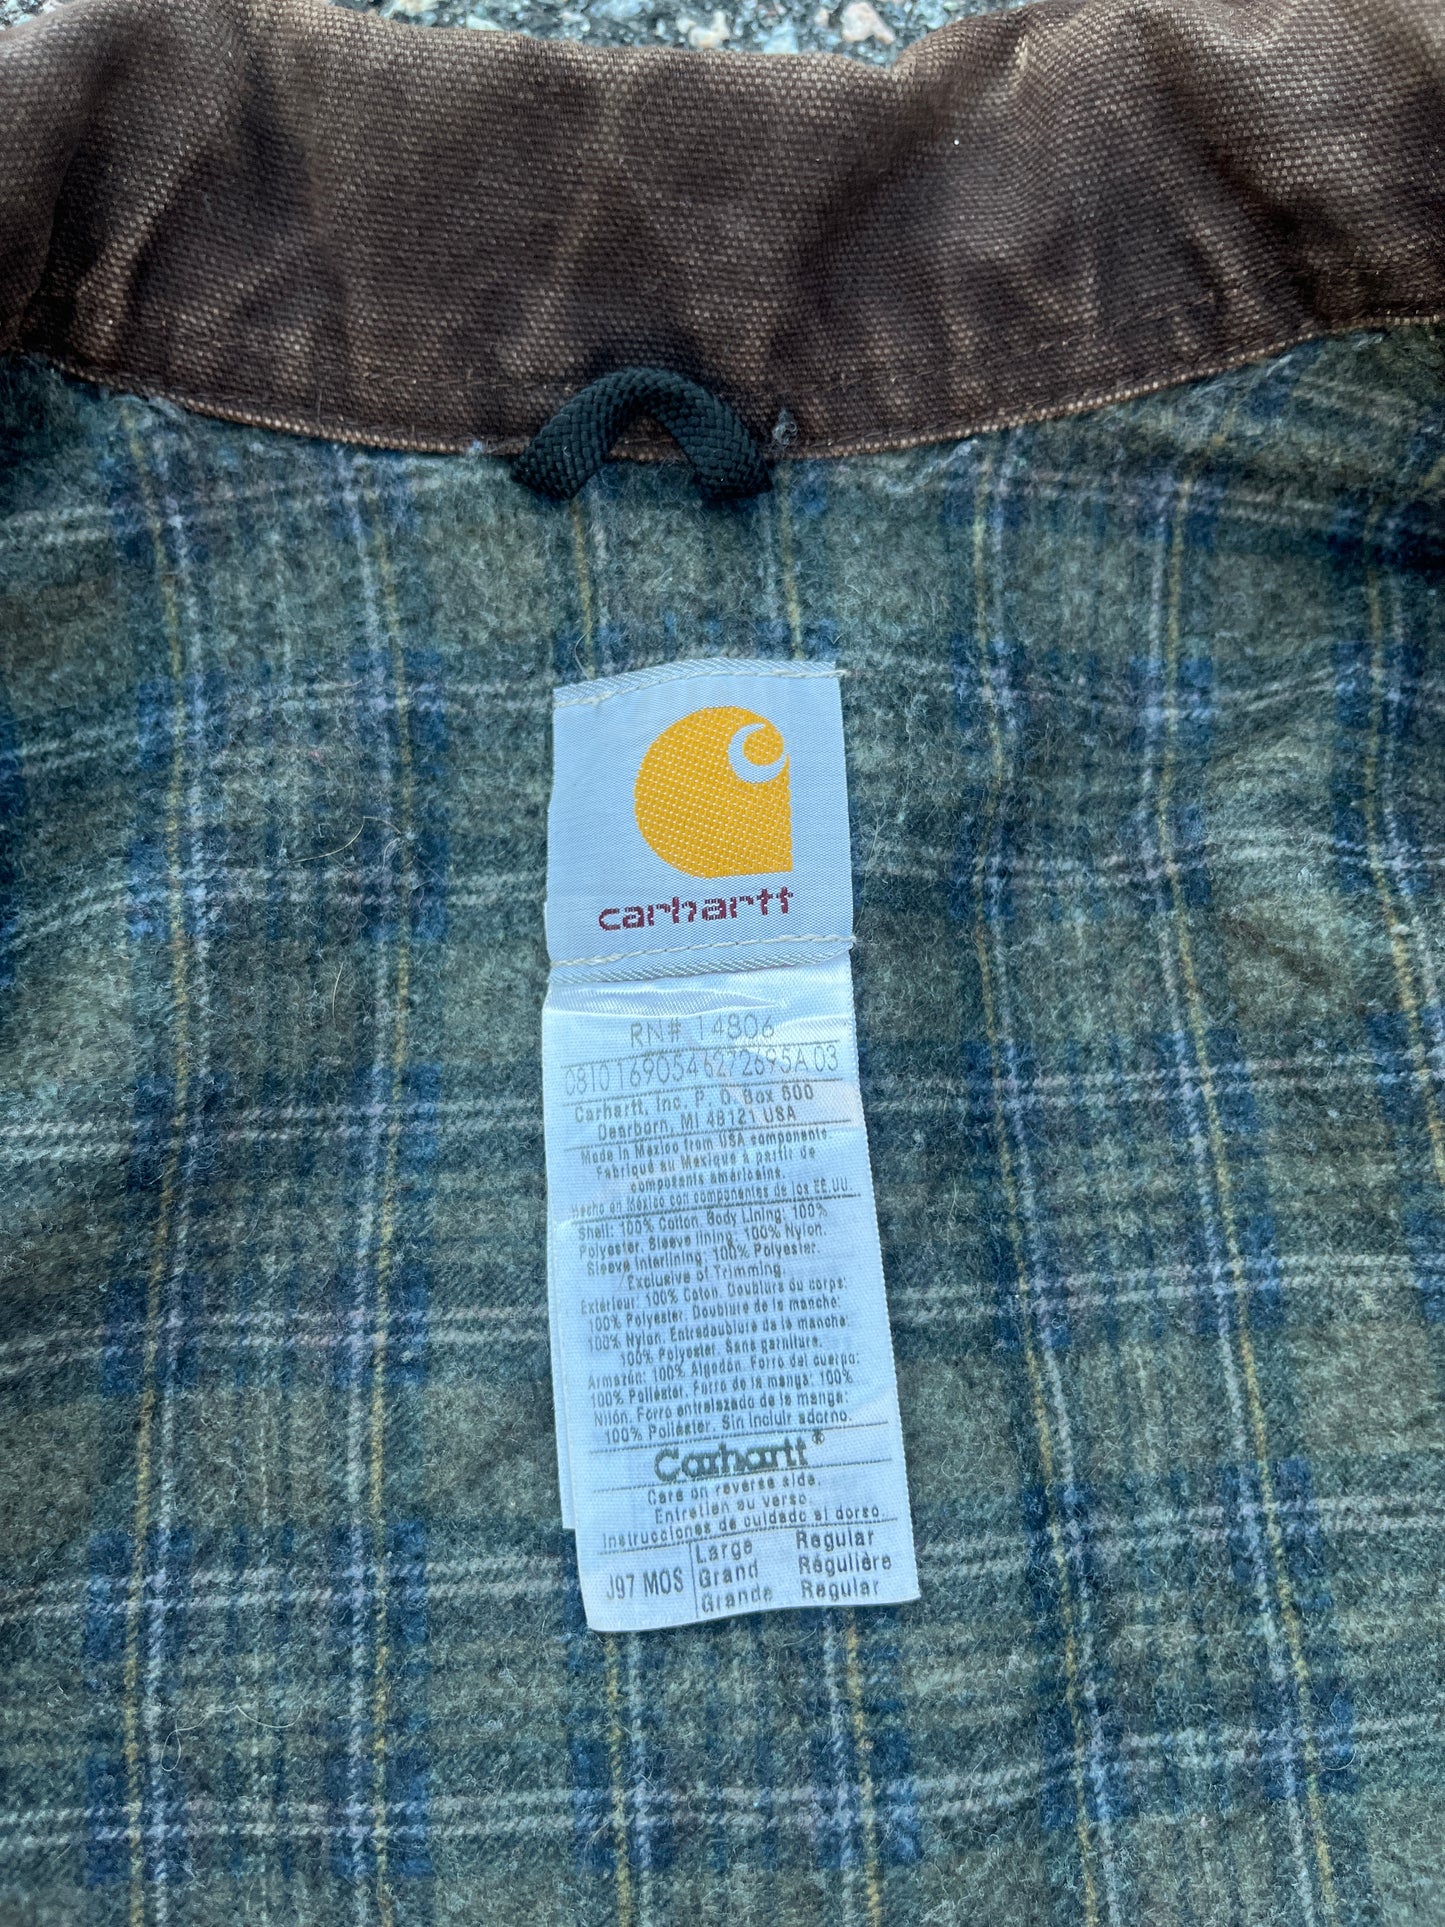 carhartt
RN# 14806
08101690546272695A03
Carhartt, Inc. P. O. Box 600
Dearborn, MI 48121 USA
Made in Mexico from USA components.
Fabriqué au Mexique à partir de
composants américains.
Hecho en México con componentes de los EE.UU.
Shell: 100% Cotton. Body Lining: 100%
Polyester. Sleeve lining: 100% Nylon.
Sleeve Interlining: 100% Polyester.
Exclusive of Trimming.
Extérieur: 100% Coton. Doublure du corps:
100% Polyester. Doublure de la manche:
100% Nylon. Entredoublure de la manche:
100% Polyester. Sans garniture.
Armazón: 100% Algodón. Forro del cuerpo:
100% Poliéster. Forro de la manga: 100%
Nilón. Forro entrelazado de la manga:
100% Poliéster. Sin incluir adorno.
Carhartt®
Care on reverse side.
Entretien au verso.
Instrucciones de cuidado al dorso.
Large Regular
J97 MOS Grand Régulière
Grande Regular